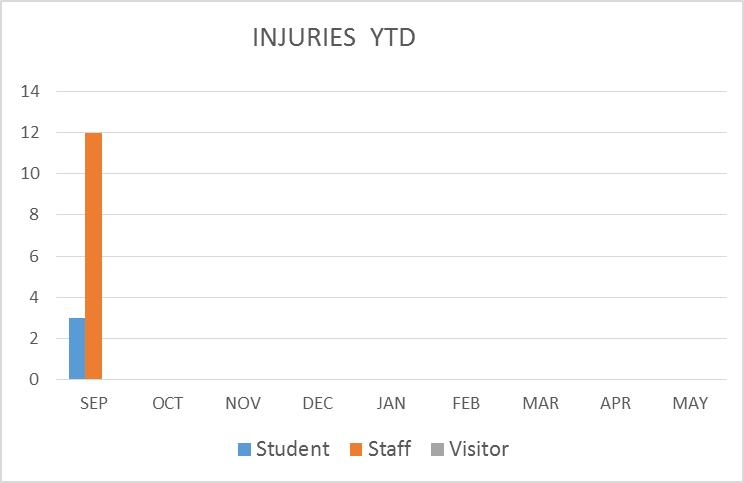 INJURIES YTD
14
12
10
8
6
4
2
0
SEP OCT NOV DEC JAN FEB MAR APR MAY
Student Staff Visitor